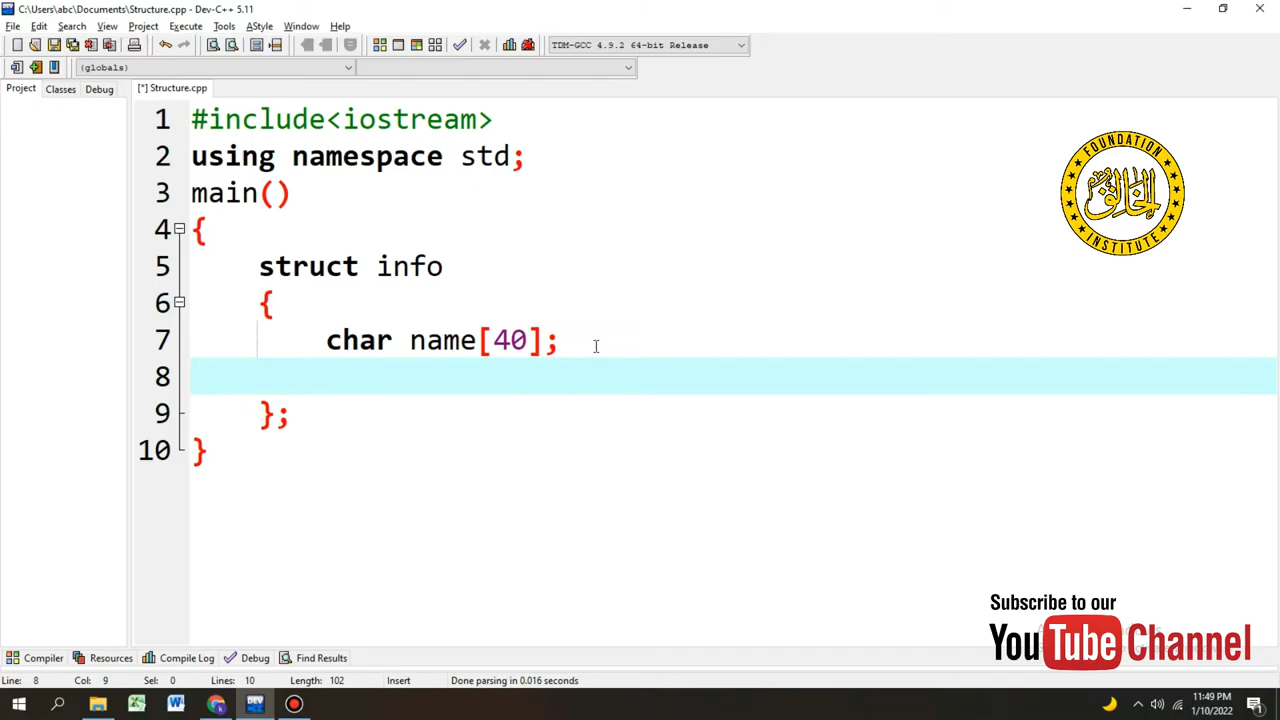 C:\Users\abc\Documents\Structure.cpp - Dev-C++ 5.11
File Edit Search View Project Execute Tools AStyle Window Help
TDM-GCC 4.9.2 64-bit Release
(globals)
Project Classes Debug [*] Structure.cpp
1 #include<iostream>
2 using namespace std;
3 main()
4 {
5 struct info
6 {
7 char name[40];
8
9 };
10 }
FOUNDATION
الخالق
INSTITUTE
Subscribe to our
YouTube Channel
Compiler Resources Compile Log Debug Find Results
Line: 8 Col: 9 Sel: 0 Lines: 10 Length: 102 Insert Done parsing in 0.016 seconds
11:49 PM
1/10/2022